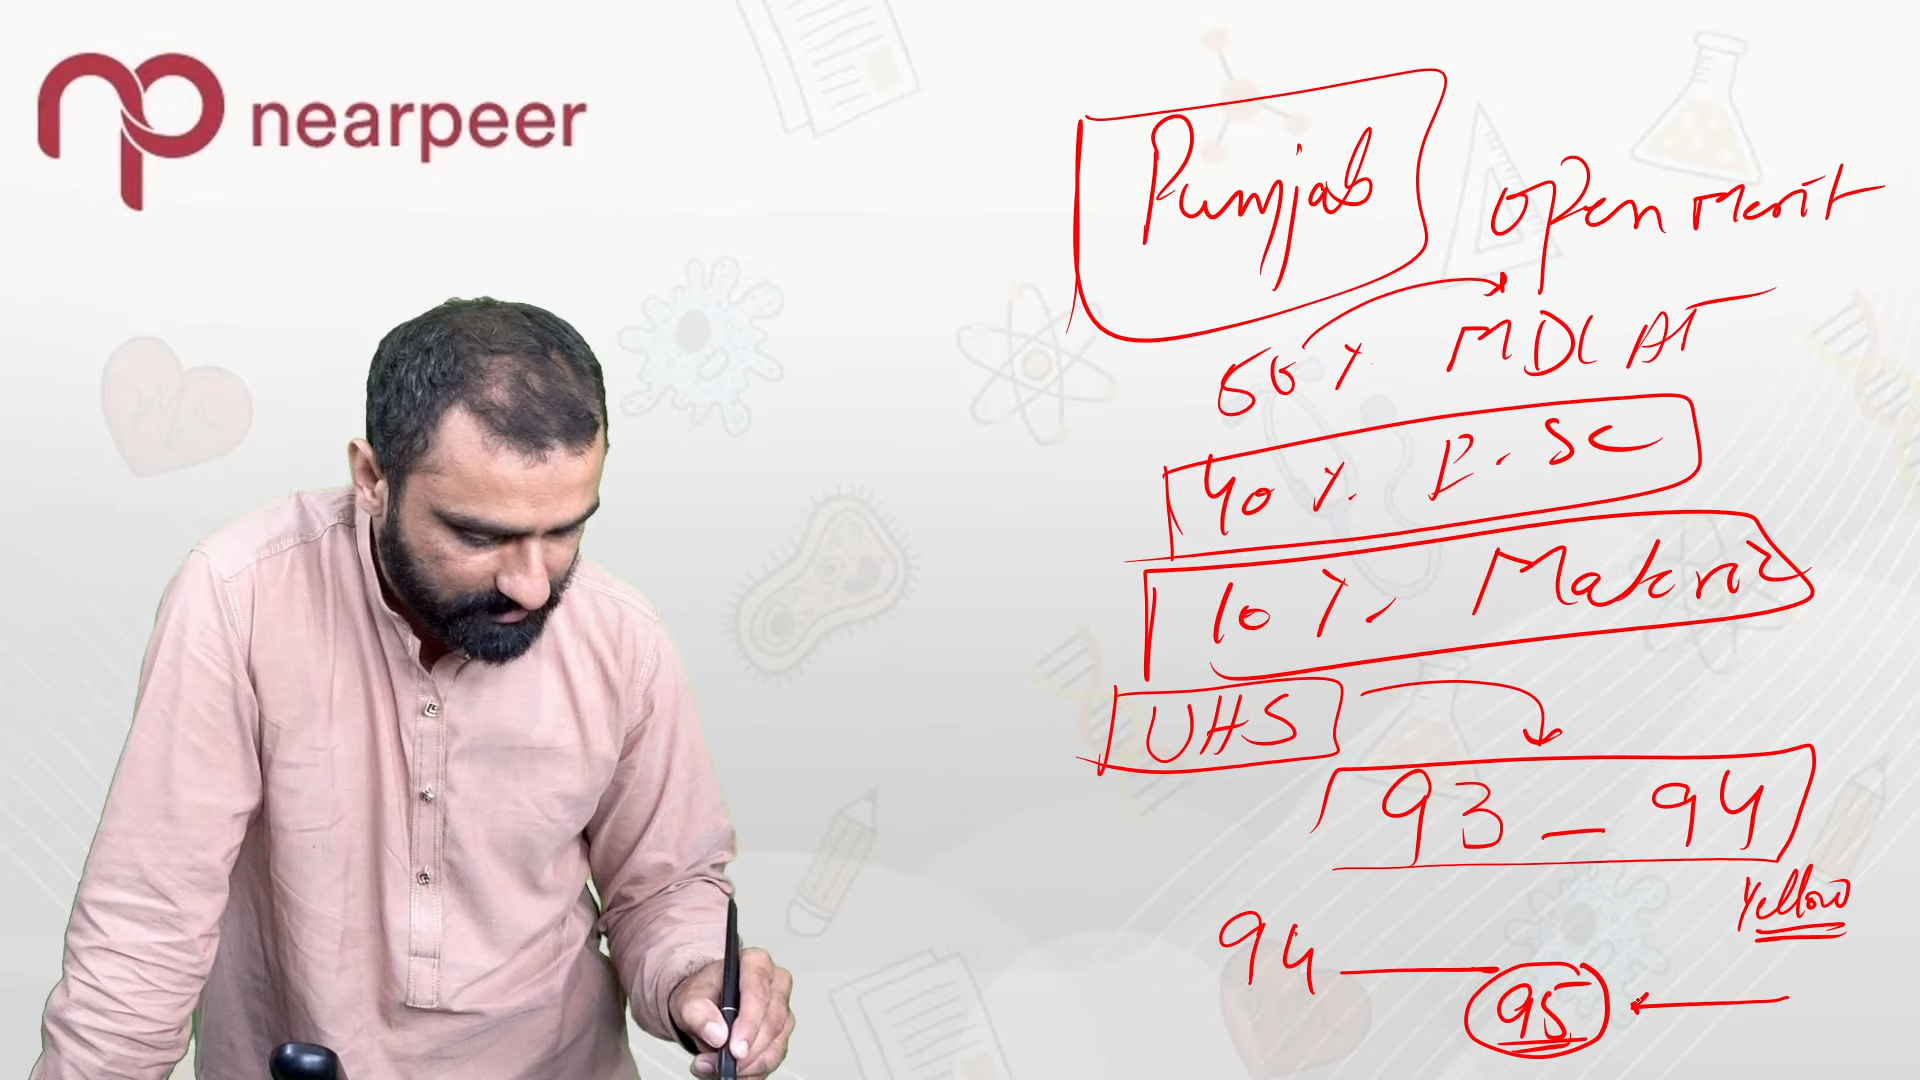 nearpeer
Punjab
open merit
50 %. MDCAT
40 %. F.SC
10 %. Matric
UHS
93 - 94
Yellow
94
95